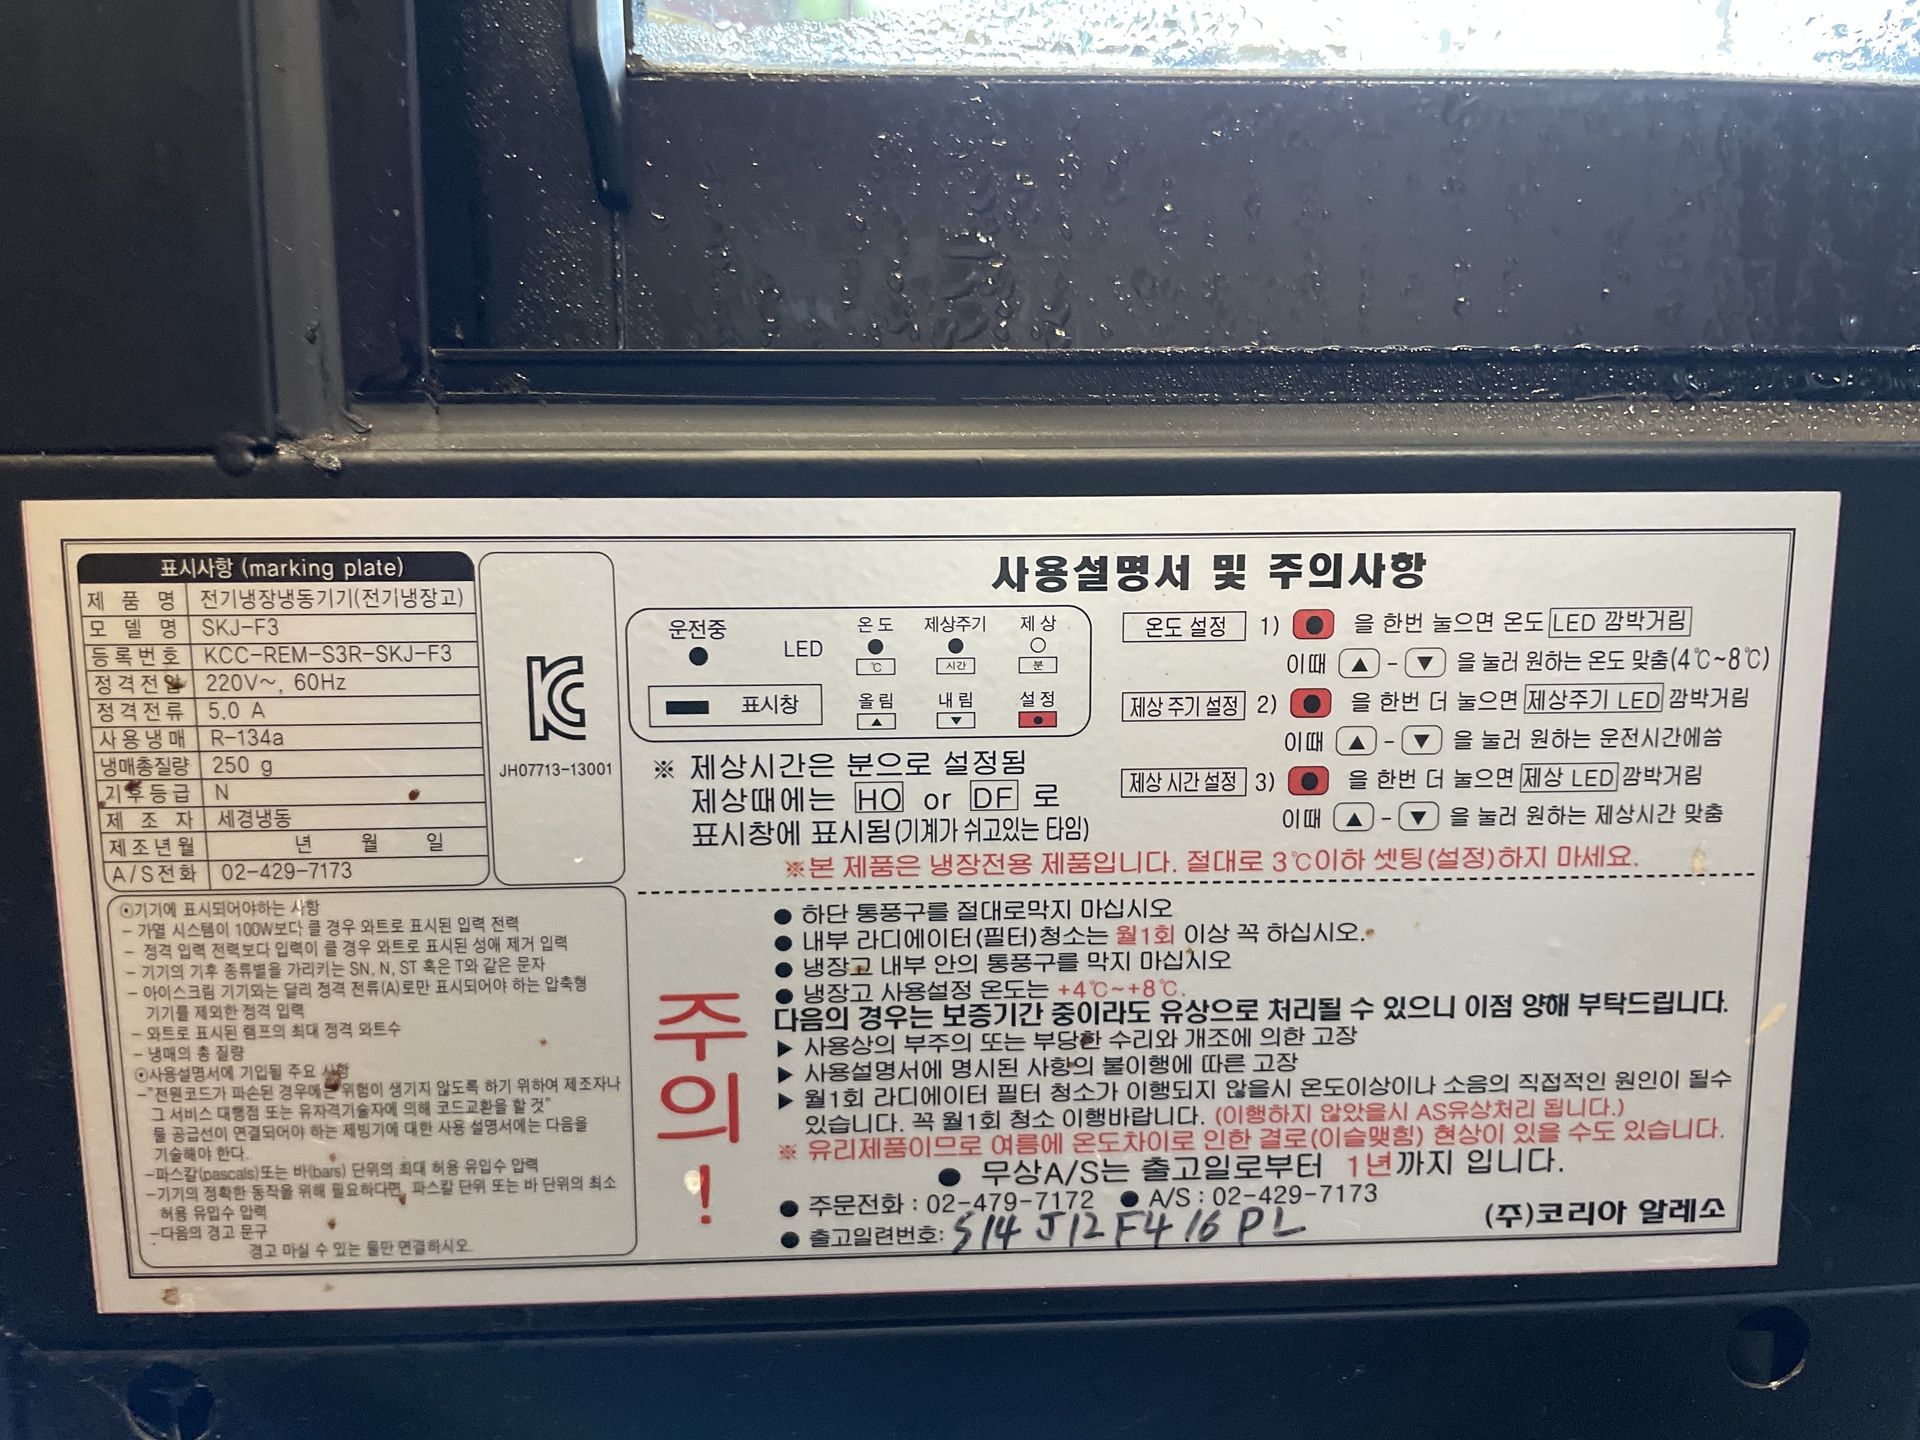 표시사항 (marking plate)
제 품 명 전기냉장냉동기기(전기냉장고)
모 델 명 SKJ-F3
등록번호 KCC-REM-S3R-SKJ-F3
정격전압 220V~, 60Hz
정격전류 5.0 A
사용냉매 R-134a
냉매총질량 250 g
기후등급 N
제 조 자 세경냉동
제조년월 년 월 일
A/S전화 02-429-7173
JH07713-13001
⊙기기에 표시되어야하는 사항
- 가열 시스템이 100W보다 클 경우 와트로 표시된 입력 전력
- 정격 입력 전력보다 입력이 클 경우 와트로 표시된 성애 제거 입력
- 기기의 기후 종류별을 가리키는 SN, N, ST 혹은 T와 같은 문자
- 아이스크림 기기와는 달리 정격 전류(A)로만 표시되어야 하는 압축형
기기를 제외한 정격 입력
- 와트로 표시된 램프의 최대 정격 와트수
- 냉매의 총 질량
⊙사용설명서에 기입될 주요 사항
-"전원코드가 파손된 경우에는 위험이 생기지 않도록 하기 위하여 제조자나
그 서비스 대행점 또는 유자격기술자에 의해 코드교환을 할 것"
물 공급선이 연결되어야 하는 제빙기에 대한 사용 설명서에는 다음을
기술해야 한다.
-파스칼(pascals)또는 바(bars) 단위의 최대 허용 유입수 압력
-기기의 정확한 동작을 위해 필요하다면, 파스칼 단위 또는 바 단위의 최소
허용 유입수 압력
-다음의 경고 문구
경고 마실 수 있는 물만 연결하시오.
사용설명서 및 주의사항
운전중 LED 온 도 제상주기 제 상
℃ 시간 분
표시창 올 림 내 림 설 정
▲ ▼ ●
※ 제상시간은 분으로 설정됨
제상때에는 HO or DF 로
표시창에 표시됨(기계가 쉬고있는 타임)
온도 설정 1) ● 을 한번 눌으면 온도 LED 깜박거림
이때 ▲ - ▼ 을 눌러 원하는 온도 맞춤(4℃~8℃)
제상 주기 설정 2) ● 을 한번 더 눌으면 제상주기 LED 깜박거림
이때 ▲ - ▼ 을 눌러 원하는 운전시간에씀
제상 시간 설정 3) ● 을 한번 더 눌으면 제상 LED 깜박거림
이때 ▲ - ▼ 을 눌러 원하는 제상시간 맞춤
※본 제품은 냉장전용 제품입니다. 절대로 3℃이하 셋팅(설정)하지 마세요.
주의!
● 하단 통풍구를 절대로막지 마십시오
● 내부 라디에이터(필터)청소는 월1회 이상 꼭 하십시오.
● 냉장고 내부 안의 통풍구를 막지 마십시오
● 냉장고 사용설정 온도는 +4℃~+8℃.
다음의 경우는 보증기간 중이라도 유상으로 처리될 수 있으니 이점 양해 부탁드립니다.
▶ 사용상의 부주의 또는 부당한 수리와 개조에 의한 고장
▶ 사용설명서에 명시된 사항의 불이행에 따른 고장
▶ 월1회 라디에이터 필터 청소가 이행되지 않을시 온도이상이나 소음의 직접적인 원인이 될수
있습니다. 꼭 월1회 청소 이행바랍니다. (이행하지 않았을시 AS유상처리 됩니다.)
※ 유리제품이므로 여름에 온도차이로 인한 결로(이슬맺힘) 현상이 있을 수도 있습니다.
● 무상A/S는 출고일로부터 1년까지 입니다.
● 주문전화 : 02-479-7172 ● A/S : 02-429-7173
● 출고일련번호: S14 J12 F4 16 PL
(주)코리아 알레소